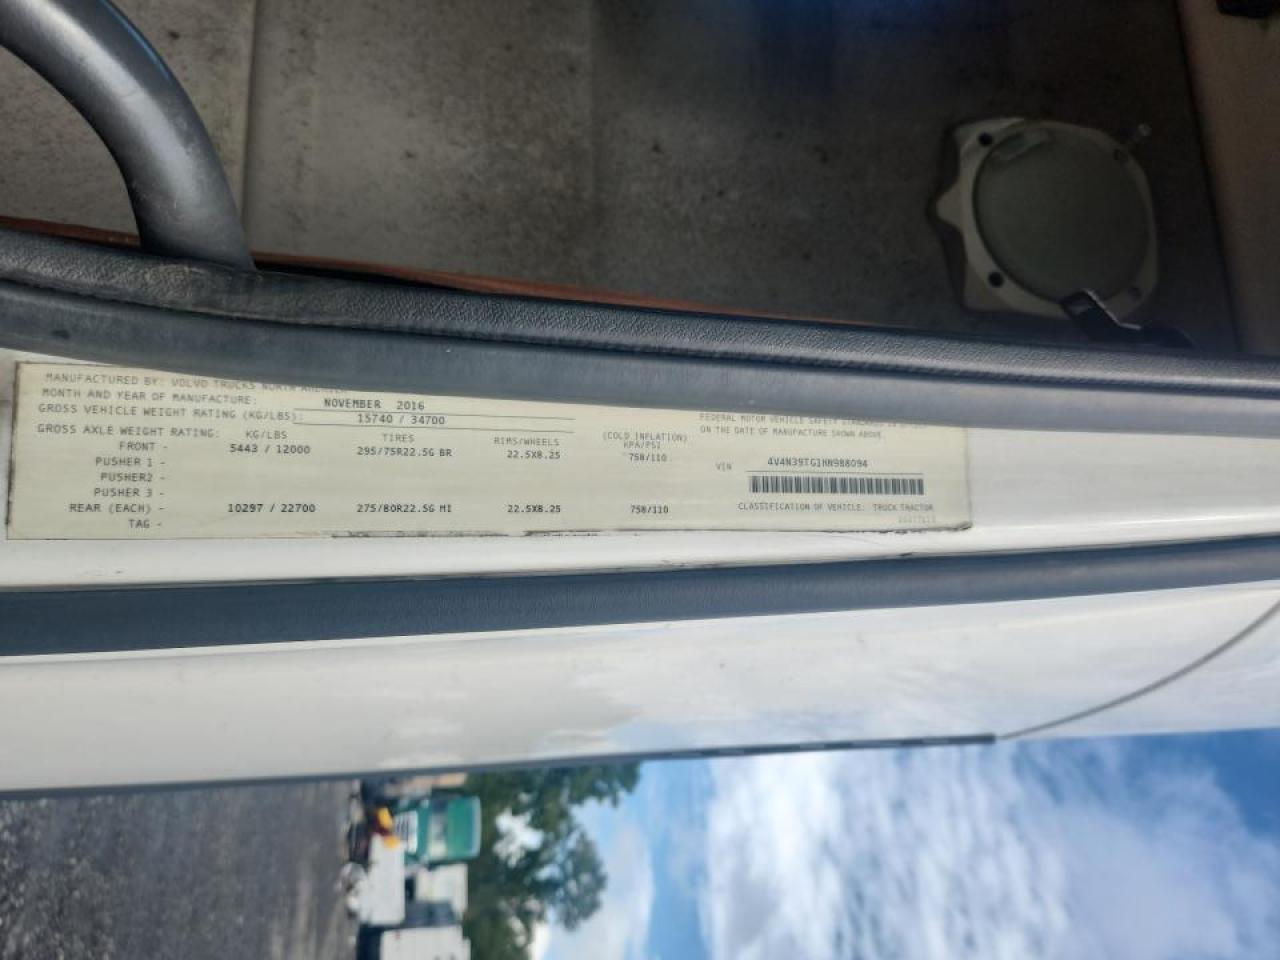 MANUFACTURED BY: VOLVO TRUCKS NORTH AMERICA
MONTH AND YEAR OF MANUFACTURE: NOVEMBER 2016
GROSS VEHICLE WEIGHT RATING (KG/LBS): 15740 / 34700
GROSS AXLE WEIGHT RATING: KG/LBS TIRES RIMS/WHEELS (COLD INFLATION) KPA/PSI
FRONT - 5443 / 12000 295/75R22.5G BR 22.5X8.25 758/110
PUSHER 1 -
PUSHER2 -
PUSHER 3 -
REAR (EACH) - 10297 / 22700 275/80R22.5G MI 22.5X8.25 758/110
TAG -
FEDERAL MOTOR VEHICLE SAFETY STANDARDS IN
ON THE DATE OF MANUFACTURE SHOWN ABOVE.
VIN 4V4N39TG1HN988094
CLASSIFICATION OF VEHICLE: TRUCK TRACTOR